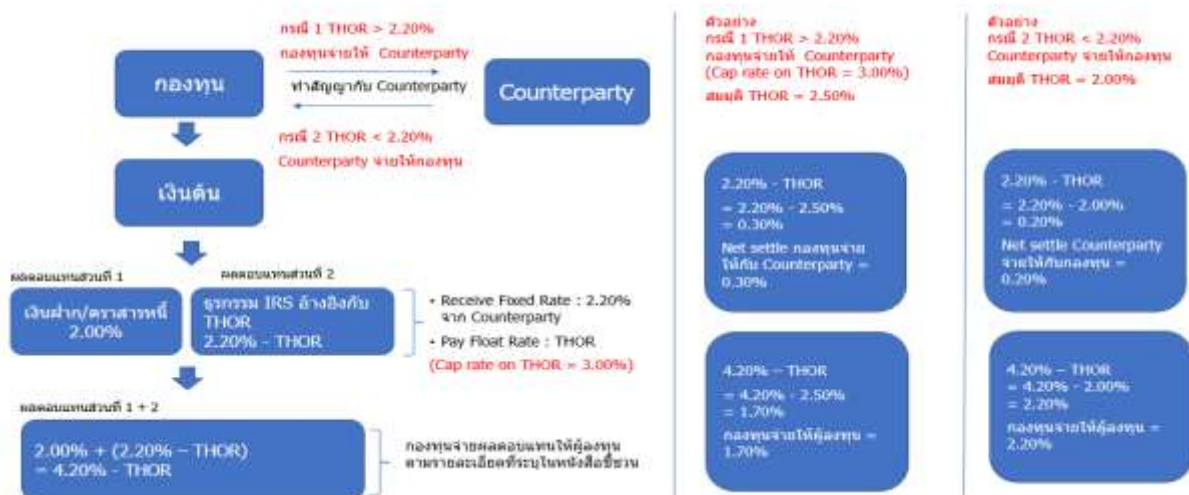 กรณี 1 THOR > 2.20%
กองทุนจ่ายให้ Counterparty
กองทุน
ทำสัญญากับ Counterparty
Counterparty
กรณี 2 THOR < 2.20%
Counterparty จ่ายให้กองทุน
เงินต้น
ผลตอบแทนส่วนที่ 1
ผลตอบแทนส่วนที่ 2
เงินฝาก/ตราสารหนี้
2.00%
ธุรกรรม IRS อ้างอิงกับ
THOR
2.20% - THOR
• Receive Fixed Rate : 2.20%
จาก Counterparty
• Pay Float Rate : THOR
(Cap rate on THOR = 3.00%)
ผลตอบแทนส่วนที่ 1 + 2
2.00% + (2.20% – THOR)
= 4.20% - THOR
กองทุนจ่ายผลตอบแทนให้ผู้ลงทุน
ตามรายละเอียดที่ระบุในหนังสือชี้ชวน
ตัวอย่าง
กรณี 1 THOR > 2.20%
กองทุนจ่ายให้ Counterparty
(Cap rate on THOR = 3.00%)
สมมุติ THOR = 2.50%
2.20% - THOR
= 2.20% - 2.50%
= 0.30%
Net settle กองทุนจ่าย
ให้กับ Counterparty =
0.30%
4.20% – THOR
= 4.20% - 2.50%
= 1.70%
กองทุนจ่ายให้ผู้ลงทุน =
1.70%
ตัวอย่าง
กรณี 2 THOR < 2.20%
Counterparty จ่ายให้กองทุน
สมมุติ THOR = 2.00%
2.20% - THOR
= 2.20% - 2.00%
= 0.20%
Net settle Counterparty
จ่ายให้กับกองทุน =
0.20%
4.20% – THOR
= 4.20% - 2.00%
= 2.20%
กองทุนจ่ายให้ผู้ลงทุน =
2.20%